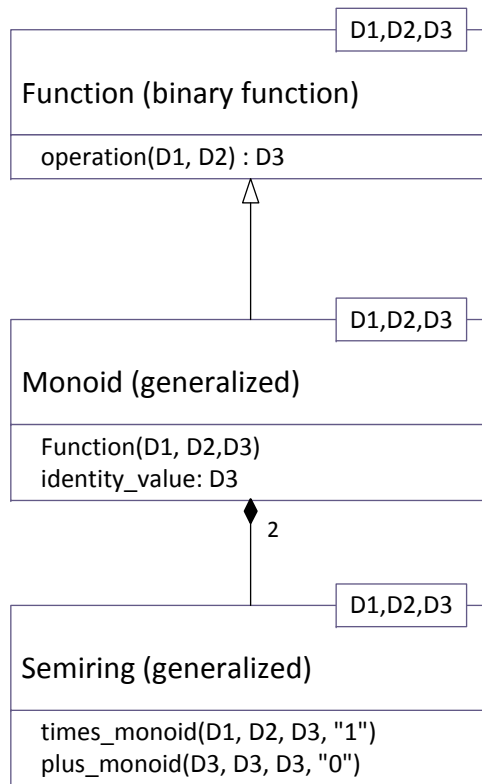 D1,D2,D3
Function (binary function)
operation(D1, D2) : D3
D1,D2,D3
Monoid (generalized)
Function(D1, D2,D3)
identity_value: D3
2
D1,D2,D3
Semiring (generalized)
times_monoid(D1, D2, D3, "1")
plus_monoid(D3, D3, D3, "0")